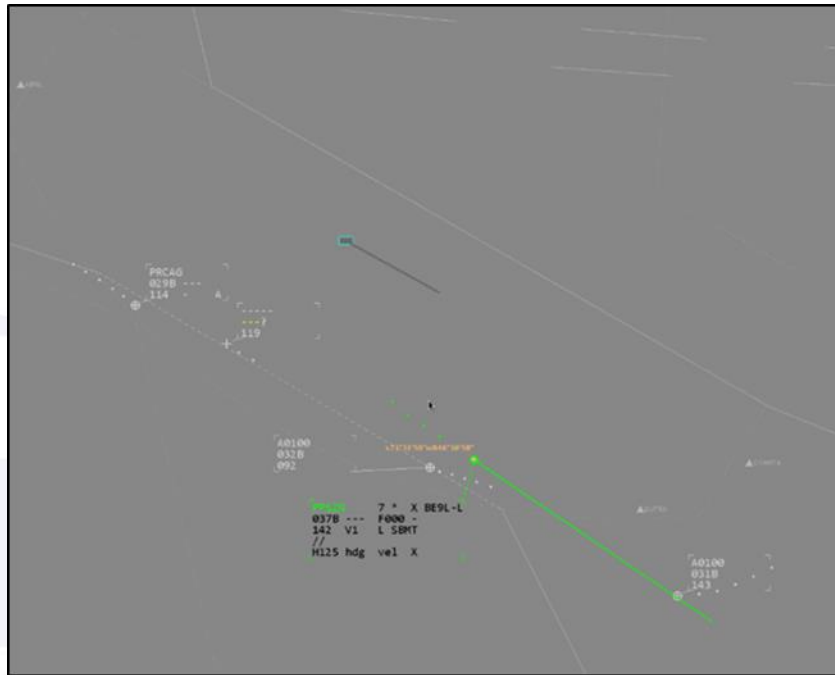 PRCAG
029B ---
114 - A
-----
----?
119
A0100
032B
092
7 * X BE9L-L
037B --- F000 -
142 V1 L SBMT
//
H125 hdg vel X
A0100
031B
143